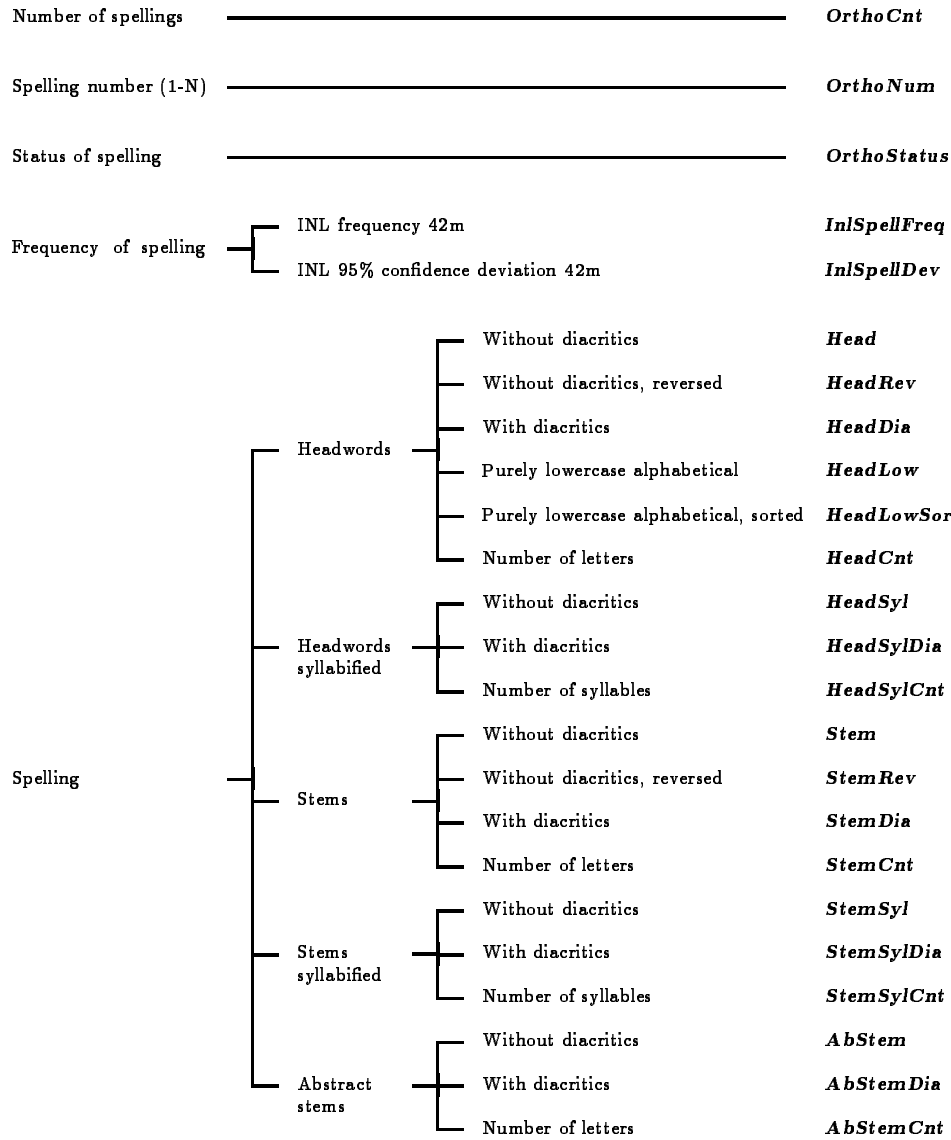 Number of spellings OrthoCnt
Spelling number (1-N) OrthoNum
Status of spelling OrthoStatus
INL frequency 42m InlSpellFreq
Frequency of spelling
INL 95% confidence deviation 42m InlSpellDev
Without diacritics Head
Without diacritics, reversed HeadRev
With diacritics HeadDia
Headwords
Purely lowercase alphabetical HeadLow
Purely lowercase alphabetical, sorted HeadLowSor
Number of letters HeadCnt
Without diacritics HeadSyl
Headwords With diacritics HeadSylDia
syllabified
Number of syllables HeadSylCnt
Without diacritics Stem
Spelling Without diacritics, reversed StemRev
Stems
With diacritics StemDia
Number of letters StemCnt
Without diacritics StemSyl
Stems With diacritics StemSylDia
syllabified
Number of syllables StemSylCnt
Without diacritics AbStem
Abstract With diacritics AbStemDia
stems
Number of letters AbStemCnt